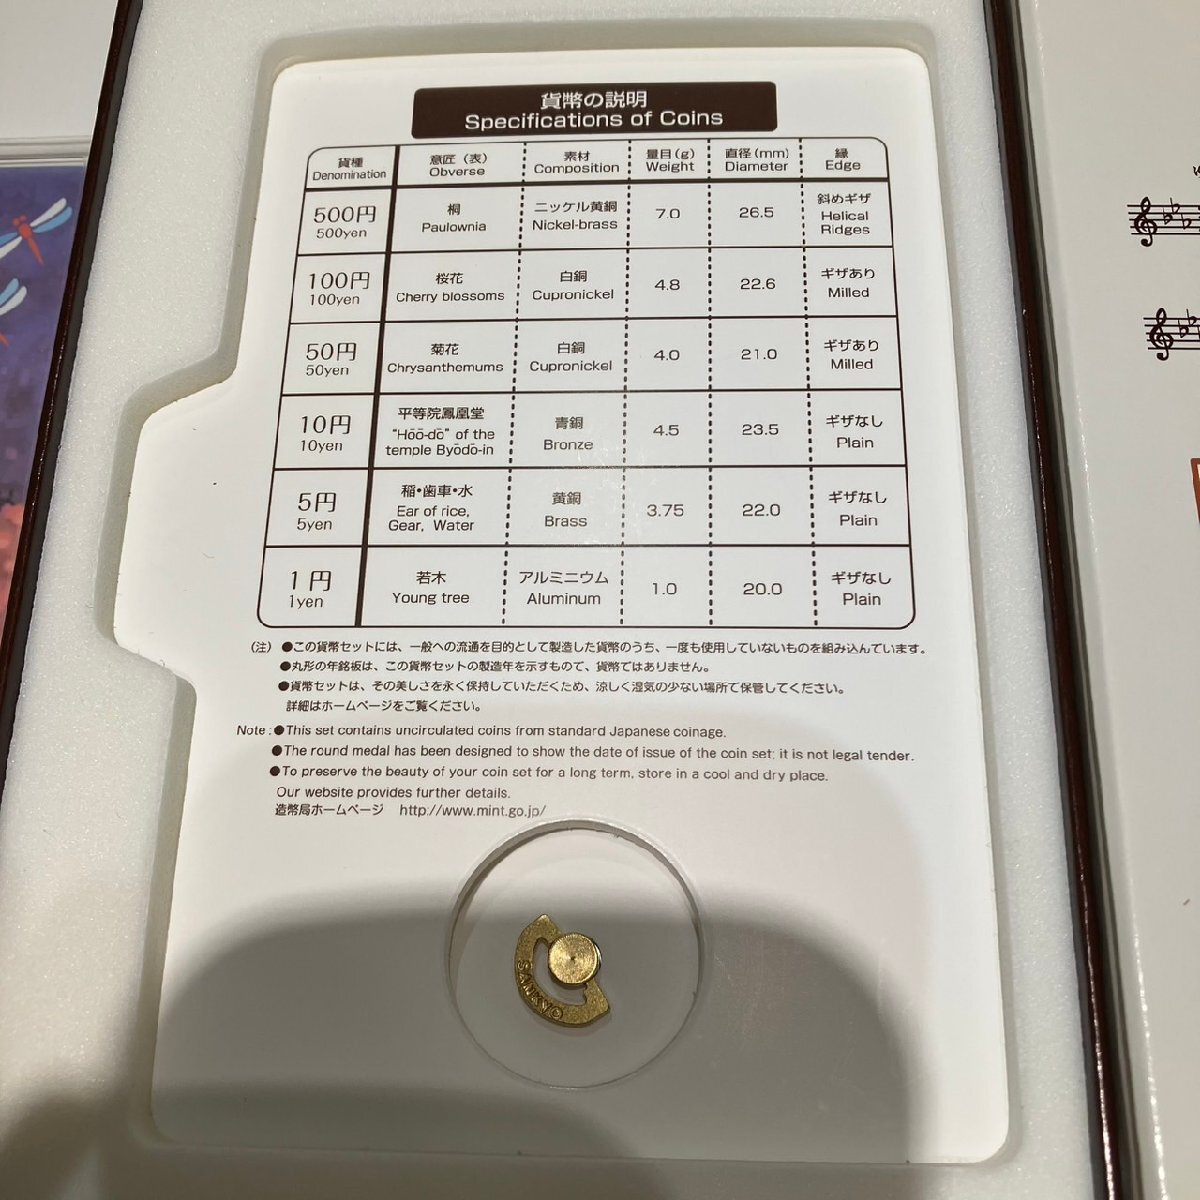 貨幣の説明
Specifications of Coins
貨種 意匠（表） 素材 量目(g) 直径(mm) 縁
Denomination Obverse Composition Weight Diameter Edge
500円 桐 ニッケル黄銅 7.0 26.5 斜めギザ
500yen Paulownia Nickel-brass Helical
Ridges
100円 桜花 白銅 4.8 22.6 ギザあり
100yen Cherry blossoms Cupronickel Milled
50円 菊花 白銅 4.0 21.0 ギザあり
50yen Chrysanthemums Cupronickel Milled
10円 平等院鳳凰堂 青銅 4.5 23.5 ギザなし
10yen "Hōō-dō" of the Bronze Plain
temple Byōdō-in
5円 稲・歯車・水 黄銅 3.75 22.0 ギザなし
5yen Ear of rice, Brass Plain
Gear, Water
1円 若木 アルミニウム 1.0 20.0 ギザなし
1yen Young tree Aluminum Plain
（注）●この貨幣セットには、一般への流通を目的として製造した貨幣のうち、一度も使用していないものを組み込んでいます。
●丸形の年銘板は、この貨幣セットの製造年を示すもので、貨幣ではありません。
●貨幣セットは、その美しさを永く保持していただくため、涼しく湿気の少ない場所で保管してください。
詳細はホームページをご覧ください。
Note:●This set contains uncirculated coins from standard Japanese coinage.
●The round medal has been designed to show the date of issue of the coin set; it is not legal tender.
●To preserve the beauty of your coin set for a long term, store in a cool and dry place.
Our website provides further details.
造幣局ホームページ http://www.mint.go.jp/
SANKYO